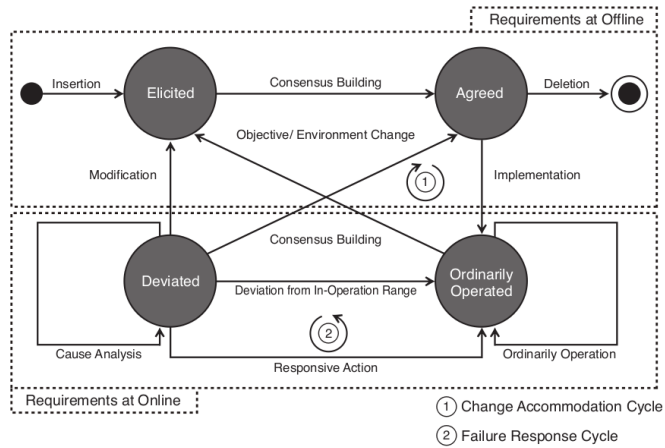 Requirements at Offline
Insertion
Elicited
Consensus Building
Agreed
Deletion
Objective/ Environment Change
Modification
1
Implementation
Consensus Building
Deviated
Deviation from In-Operation Range
Ordinarily
Operated
2
Cause Analysis
Responsive Action
Ordinarily Operation
Requirements at Online
1 Change Accommodation Cycle
2 Failure Response Cycle